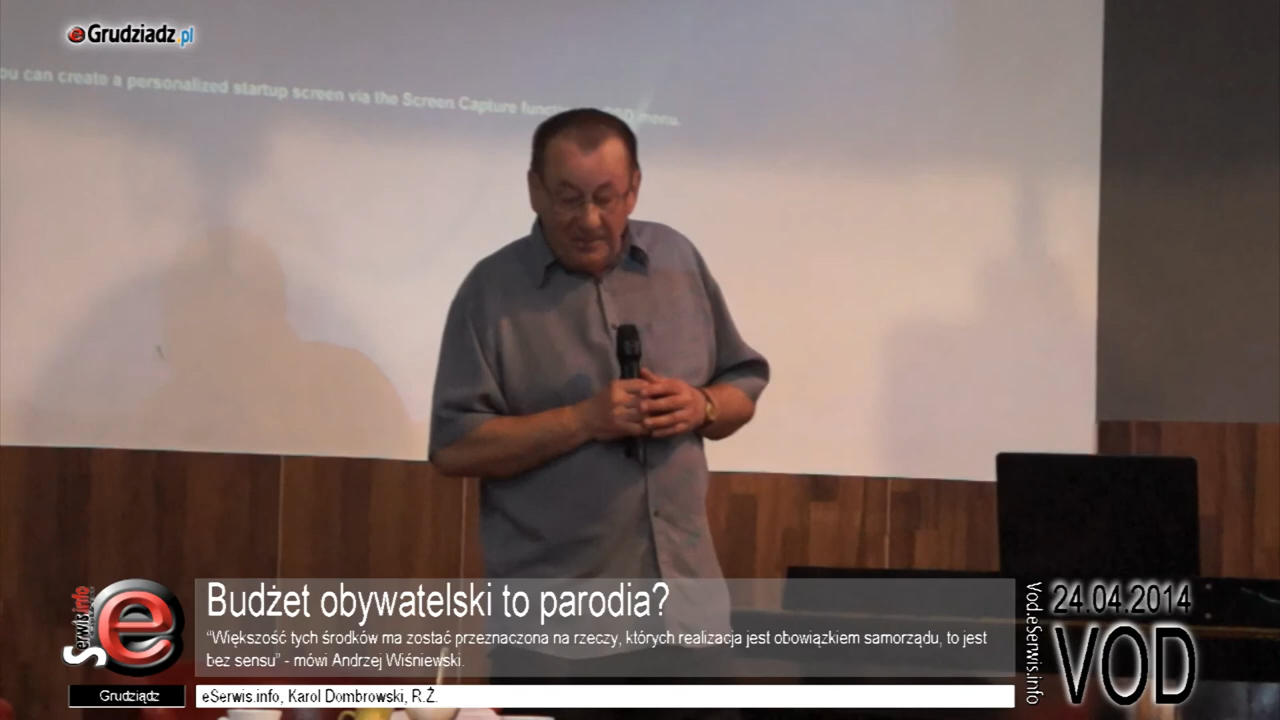 eGrudziadz.pl
ou can create a personalized startup screen via the Screen Capture menu.
Budżet obywatelski to parodia?
“Większość tych środków ma zostać przeznaczona na rzeczy, których realizacja jest obowiązkiem samorządu, to jest
bez sensu” - mówi Andrzej Wiśniewski.
eSerwis.info, Karol Dombrowski, R.Ż.
eSerwis.info
Grudziądz
Vod.eSerwis.info
24.04.2014
VOD